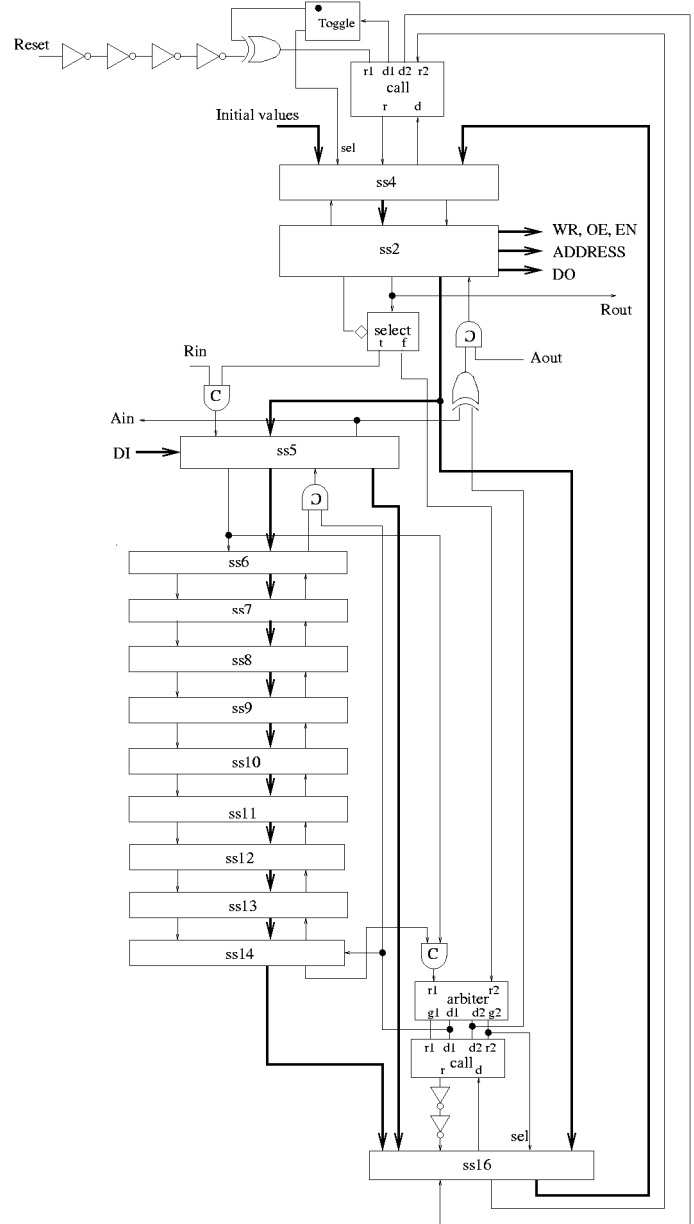 Toggle
Reset
r1 d1 d2 r2
call
r d
Initial values
sel
ss4
WR, OE, EN
ss2
ADDRESS
DO
Rout
select
t f
C
Aout
Rin
C
Ain
DI
ss5
C
ss6
ss7
ss8
ss9
ss10
ss11
ss12
ss13
ss14
C
r1 r2
arbiter
g1 d1 d2 g2
r1 d1 d2 r2
call
r d
sel
ss16